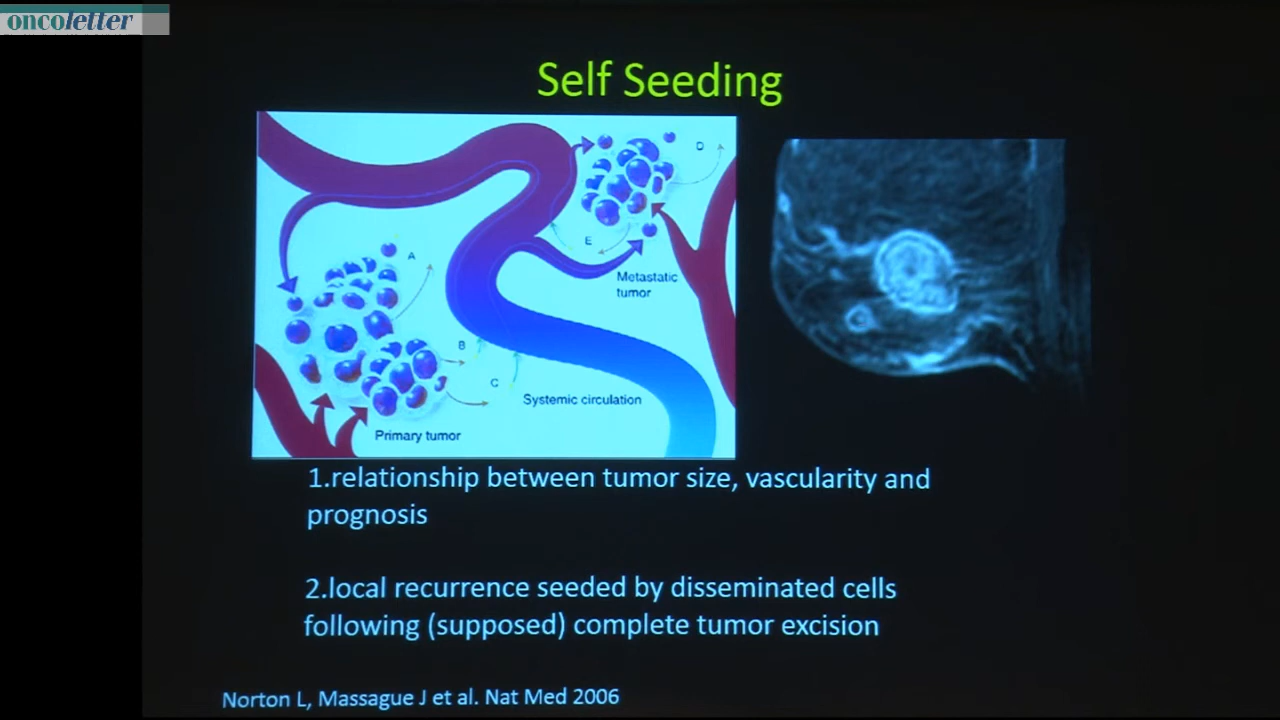 oncoletter
Self Seeding
D
E
Metastatic
tumor
A
B
C
Systemic circulation
Primary tumor
1.relationship between tumor size, vascularity and
prognosis
2.local recurrence seeded by disseminated cells
following (supposed) complete tumor excision
Norton L, Massague J et al. Nat Med 2006